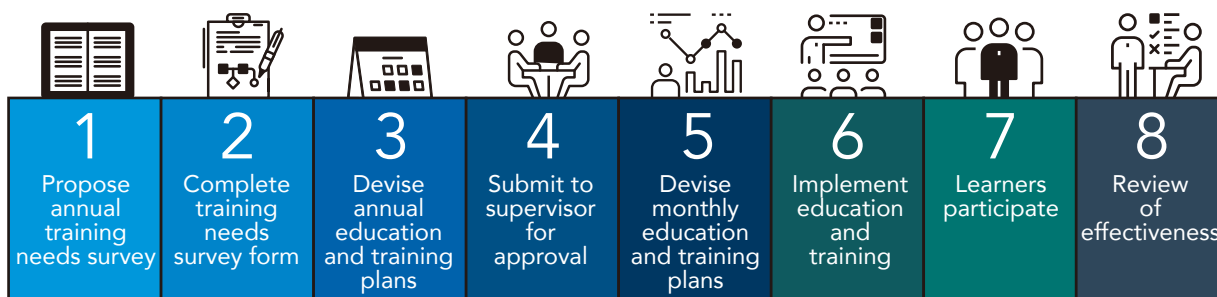 1
Propose
annual
training
needs survey
2
Complete
training
needs
survey form
3
Devise
annual
education
and training
plans
4
Submit to
supervisor
for
approval
5
Devise
monthly
education
and training
plans
6
Implement
education
and
training
7
Learners
participate
8
Review
of
effectiveness